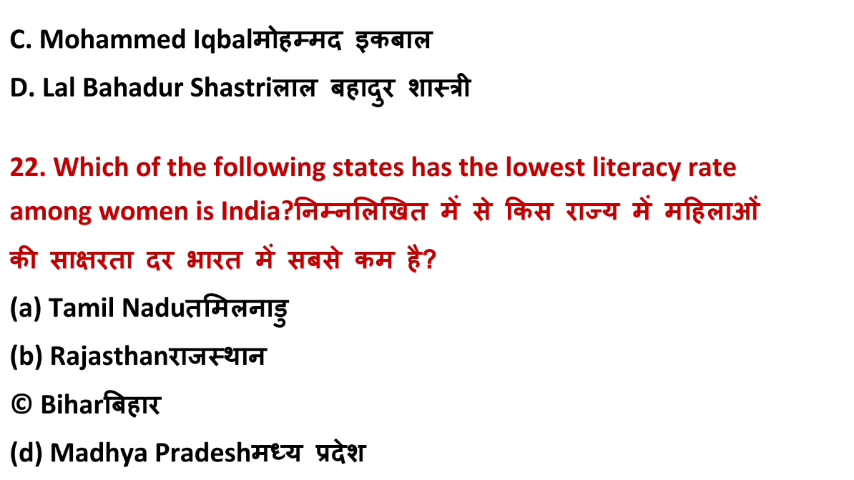 C. Mohammed Iqbalमोहम्मद इकबाल
D. Lal Bahadur Shastriलाल बहादुर शास्त्री
22. Which of the following states has the lowest literacy rate
among women is India?निम्नलिखित में से किस राज्य में महिलाओं
की साक्षरता दर भारत में सबसे कम है?
(a) Tamil Naduतमिलनाडु
(b) Rajasthanराजस्थान
© Biharबिहार
(d) Madhya Pradeshमध्य प्रदेश